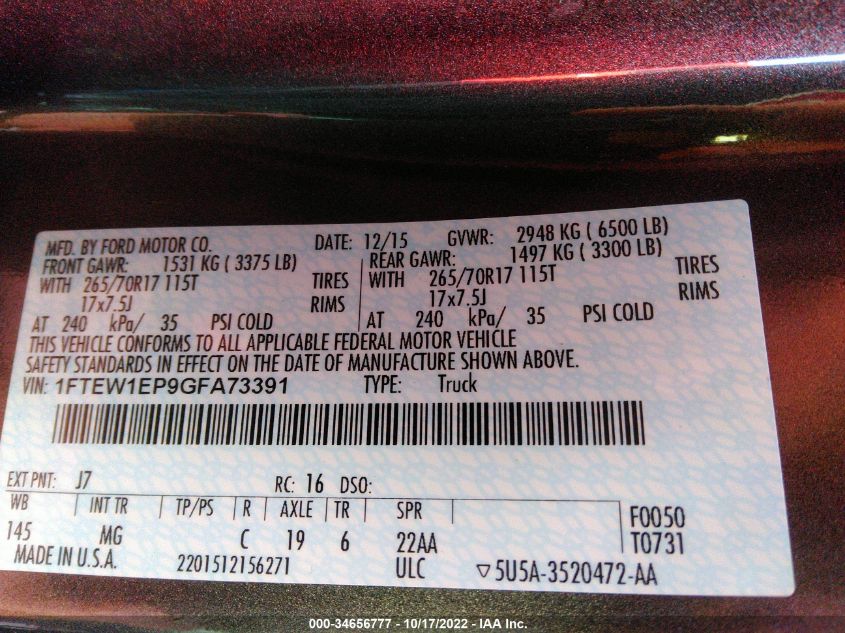 MFD. BY FORD MOTOR CO. DATE: 12/15 GVWR: 2948 KG ( 6500 LB)
FRONT GAWR: 1531 KG ( 3375 LB) REAR GAWR: 1497 KG ( 3300 LB)
WITH 265/70R17 115T TIRES WITH 265/70R17 115T TIRES
17x7.5J RIMS 17x7.5J RIMS
AT 240 kPa/ 35 PSI COLD AT 240 kPa/ 35 PSI COLD
THIS VEHICLE CONFORMS TO ALL APPLICABLE FEDERAL MOTOR VEHICLE
SAFETY STANDARDS IN EFFECT ON THE DATE OF MANUFACTURE SHOWN ABOVE.
VIN: 1FTEW1EP9GFA73391 TYPE: Truck
EXT PNT: J7 RC: 16 DSO:
WB INT TR TP/PS R AXLE TR SPR F0050
145 MG C 19 6 22AA T0731
MADE IN U.S.A. 2201512156271 ULC ▽5U5A-3520472-AA
000-34656777 - 10/17/2022 - IAA Inc.